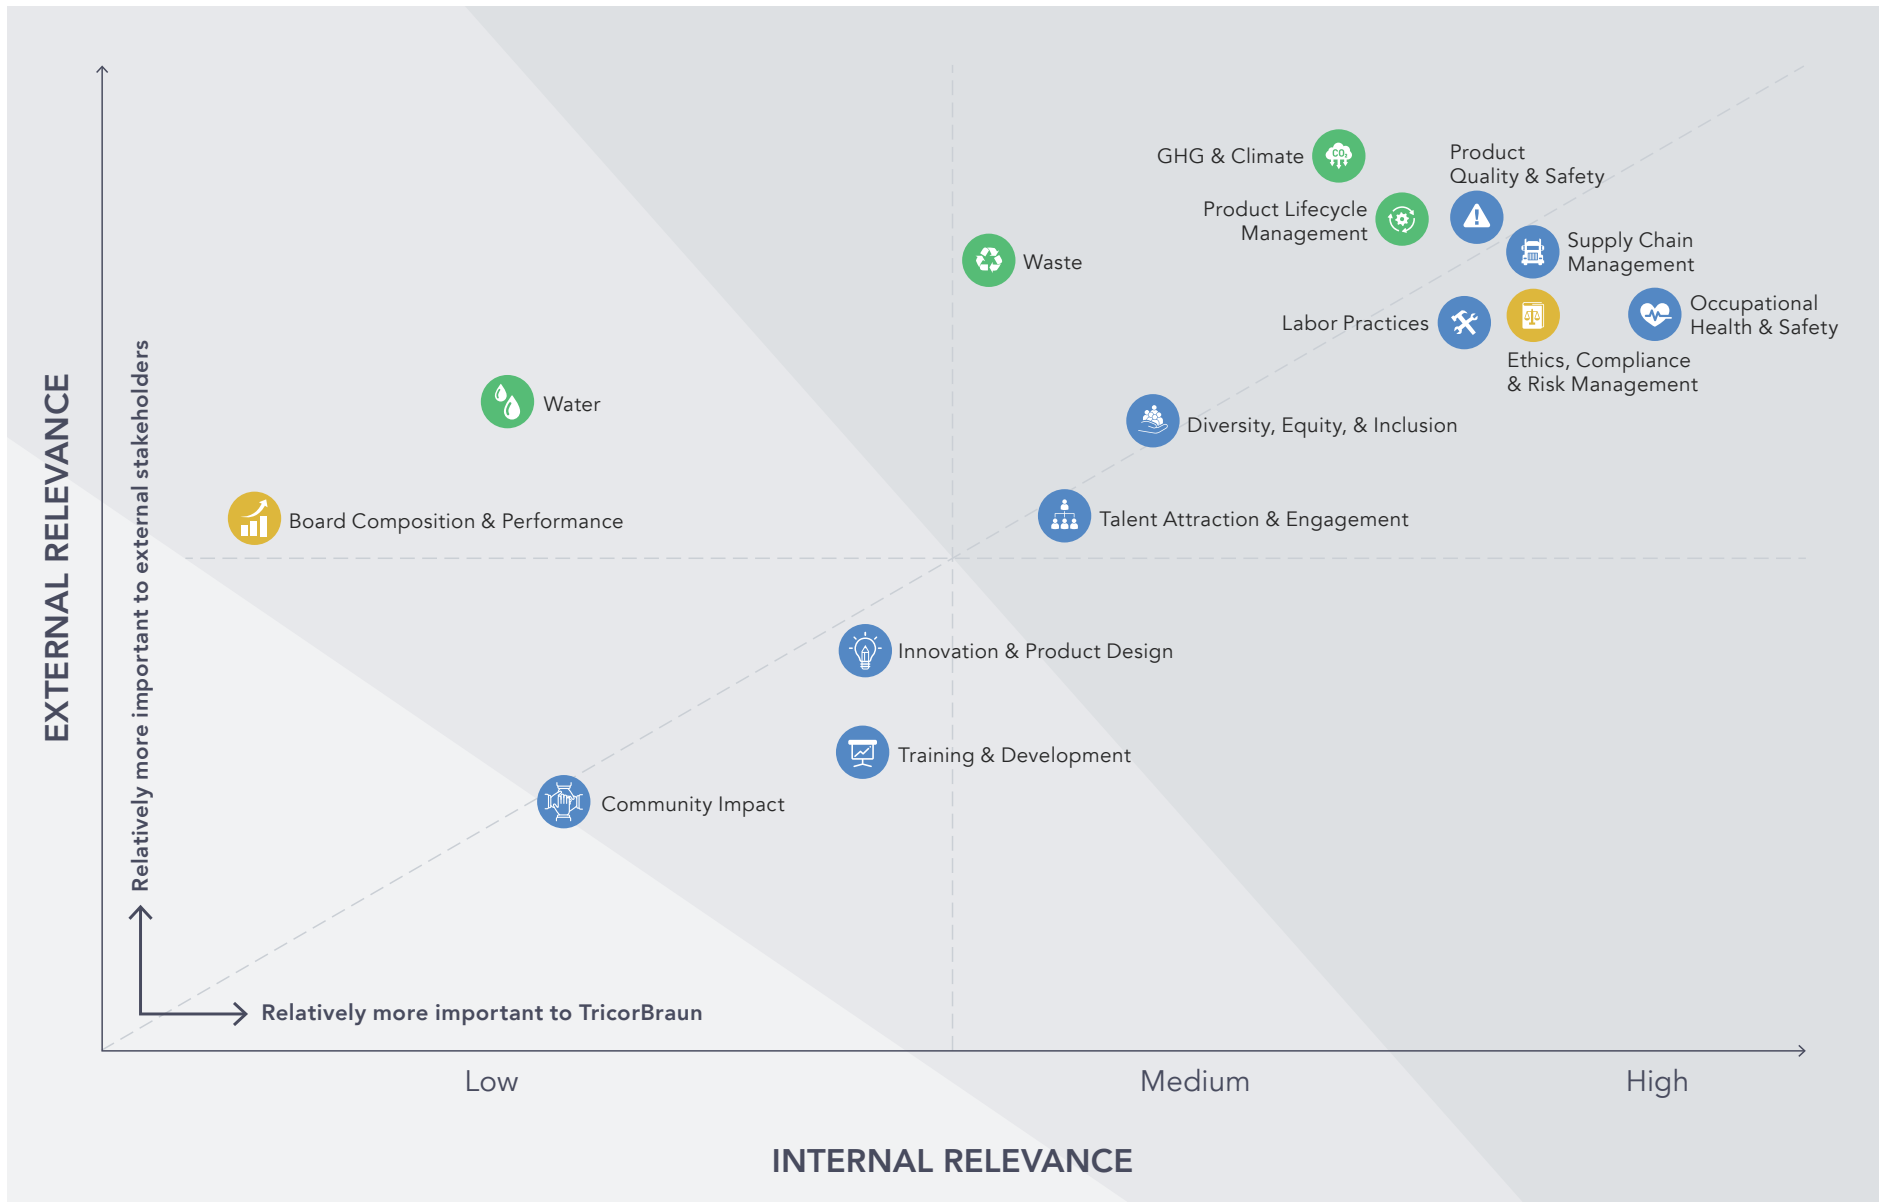 GHG & Climate
CO₂
Product
Quality & Safety
Product Lifecycle
Management
Supply Chain
Management
Waste
Occupational
Health & Safety
Labor Practices
Ethics, Compliance
& Risk Management
Water
Diversity, Equity, & Inclusion
Board Composition & Performance
Talent Attraction & Engagement
EXTERNAL RELEVANCE
Relatively more important to external stakeholders
Innovation & Product Design
Training & Development
Community Impact
Relatively more important to TricorBraun
Low
Medium
High
INTERNAL RELEVANCE